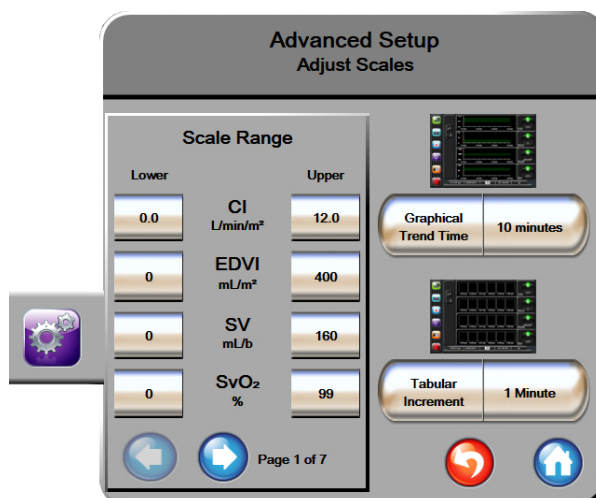 Advanced Setup
Adjust Scales
Scale Range
Lower Upper
0.0 CI L/min/m² 12.0
0 EDVI mL/m² 400
0 SV mL/b 160
0 SvO₂ % 99
Page 1 of 7
Graphical Trend Time 10 minutes
Tabular Increment 1 Minute